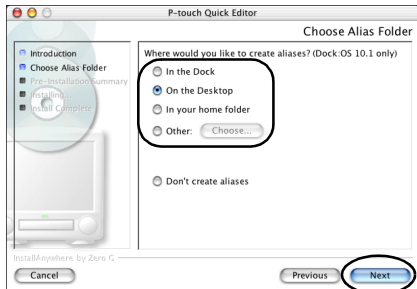 P-touch Quick Editor
Choose Alias Folder
Introduction
Choose Alias Folder
Pre-Installation Summary
Installing...
Install Complete
Where would you like to create aliases? (Dock:OS 10.1 only)
In the Dock
On the Desktop
In your home folder
Other: Choose...
Don't create aliases
InstallAnywhere by Zero G
Cancel Previous Next